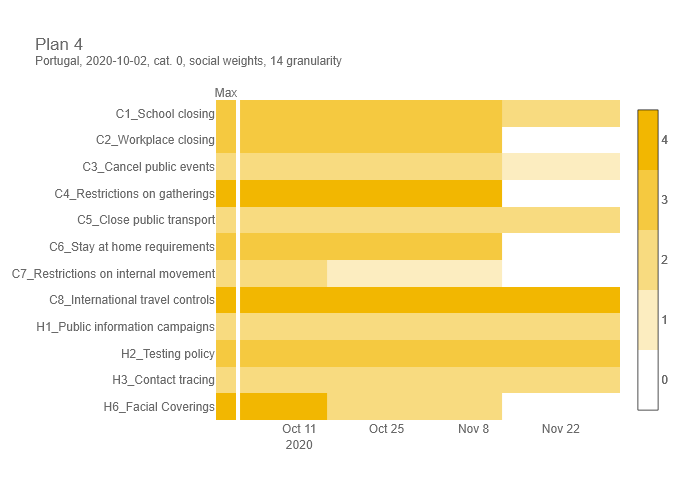 Plan 4
Portugal, 2020-10-02, cat. 0, social weights, 14 granularity
Max
C1_School closing
C2_Workplace closing
C3_Cancel public events
C4_Restrictions on gatherings
C5_Close public transport
C6_Stay at home requirements
C7_Restrictions on internal movement
C8_International travel controls
H1_Public information campaigns
H2_Testing policy
H3_Contact tracing
H6_Facial Coverings
4
3
2
1
0
Oct 11 Oct 25 Nov 8 Nov 22
2020